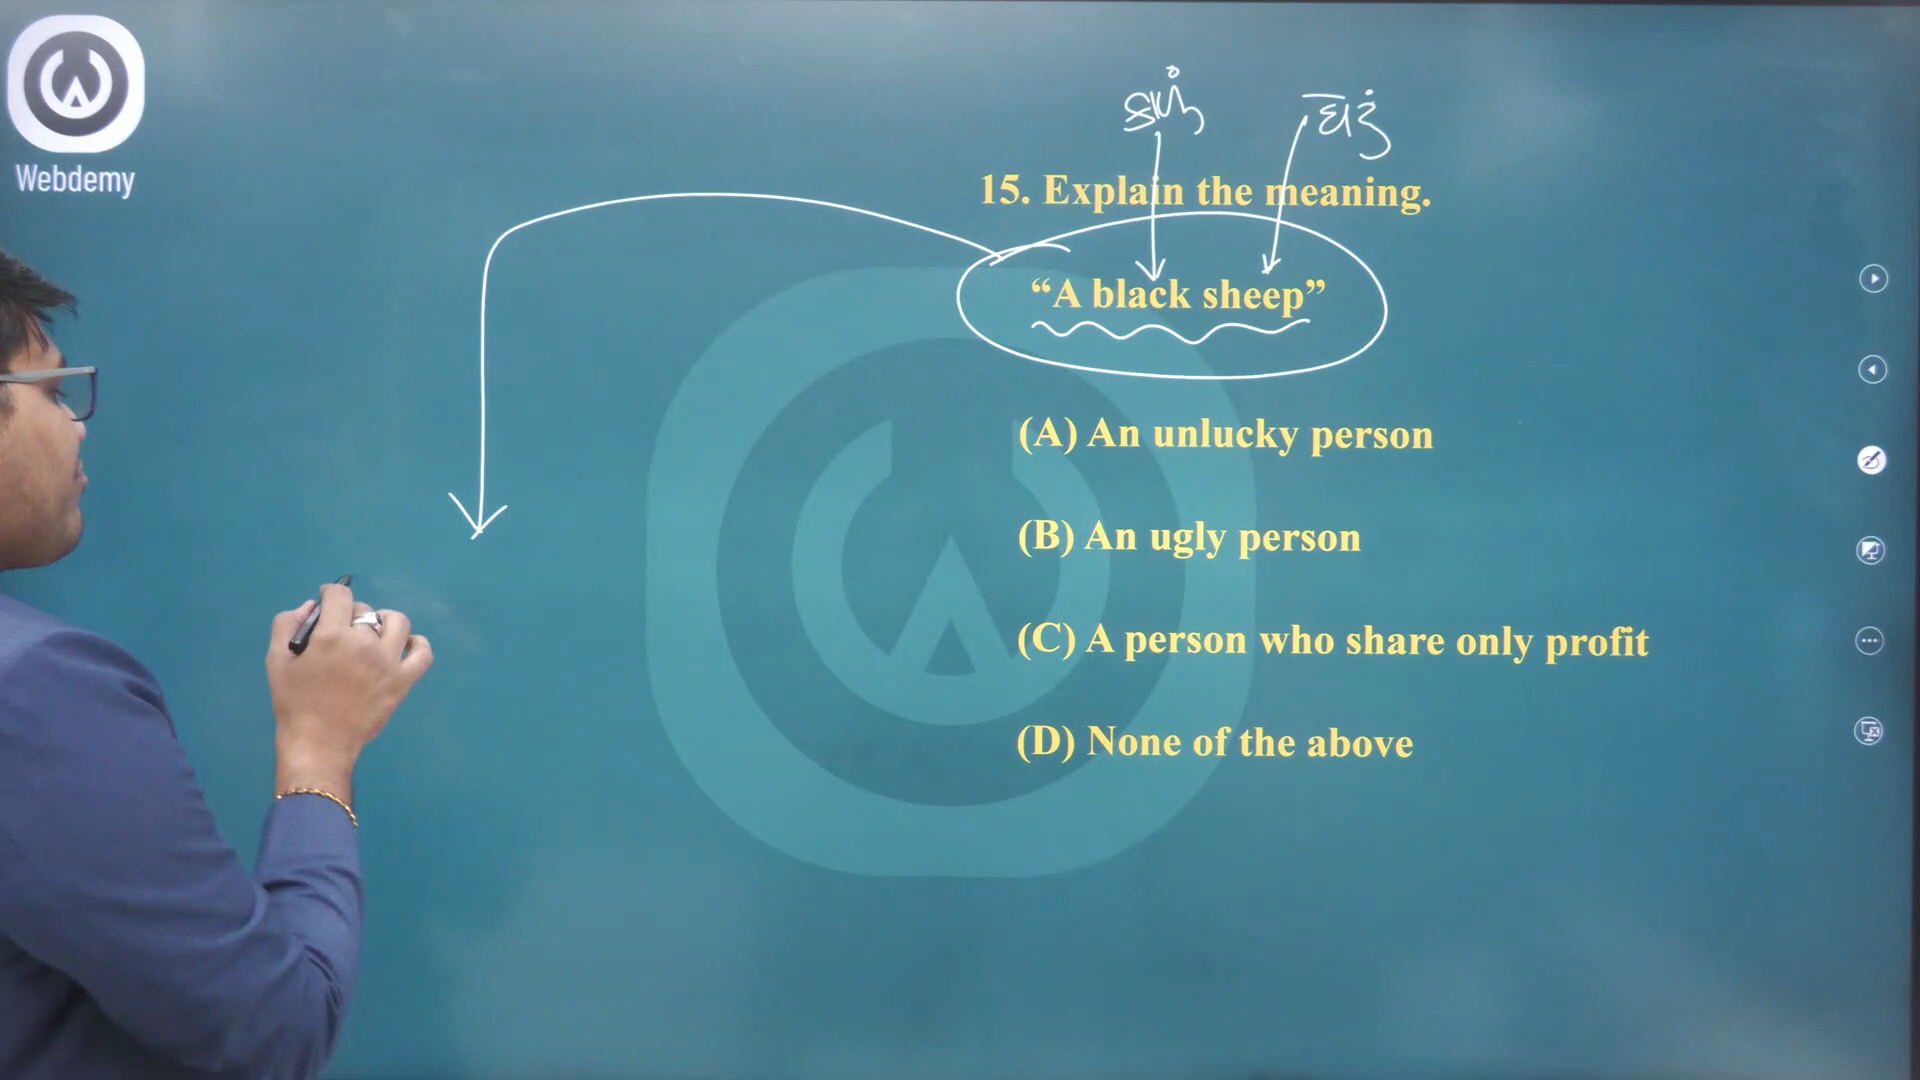 Webdemy
કાળું
ઘેટું
15. Explain the meaning.
“A black sheep”
(A) An unlucky person
(B) An ugly person
(C) A person who share only profit
(D) None of the above